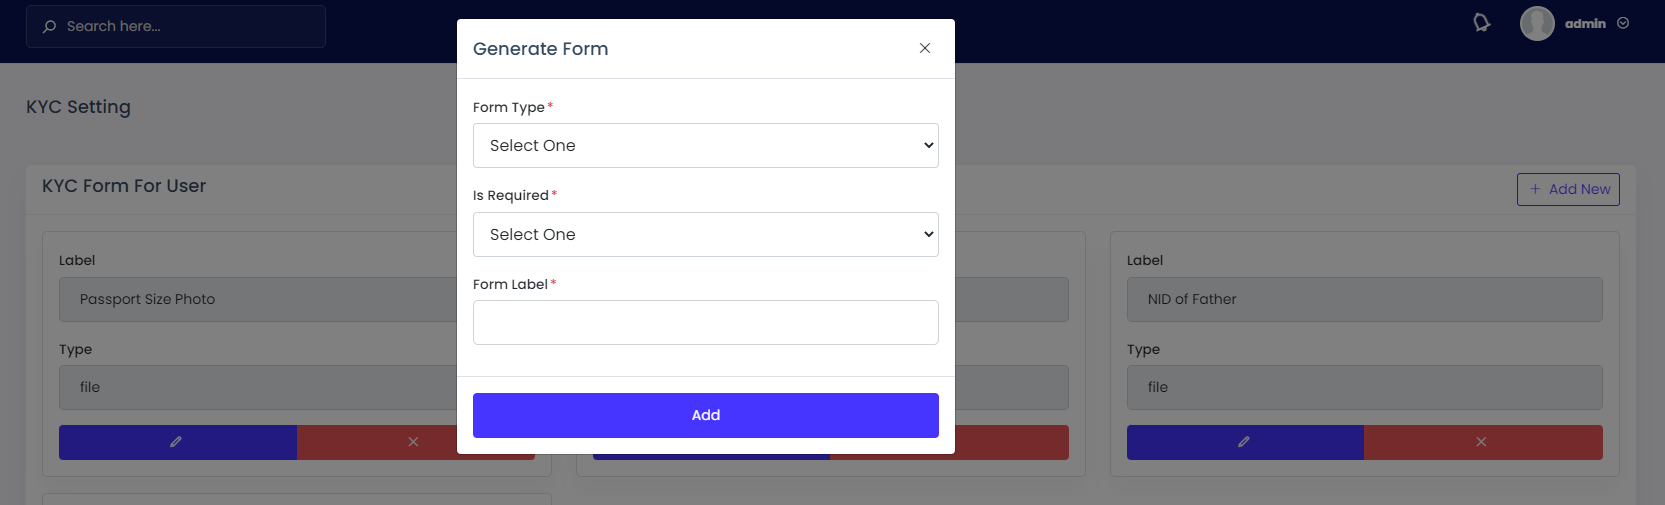 Search here...
admin
KYC Setting
KYC Form For User
Add New
Generate Form
Form Type*
Select One
Is Required*
Select One
Form Label*
Add
Label
Passport Size Photo
Type
file
Label
NID of Father
Type
file